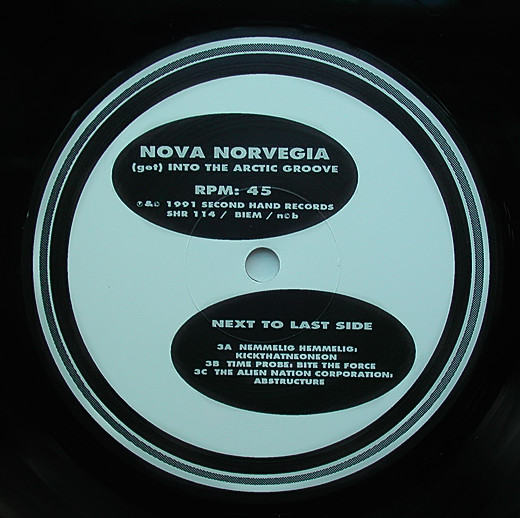 NOVA NORVEGIA
(get) INTO THE ARCTIC GROOVE
RPM: 45
℗&© 1991 SECOND HAND RECORDS
SHR 114 / BIEM / n©b
NEXT TO LAST SIDE
3A NEMMELIG HEMMELIG:
KICKTHATNEONEON
3B TIME PROBE: BITE THE FORCE
3C THE ALIEN NATION CORPORATION:
ABSTRUCTURE